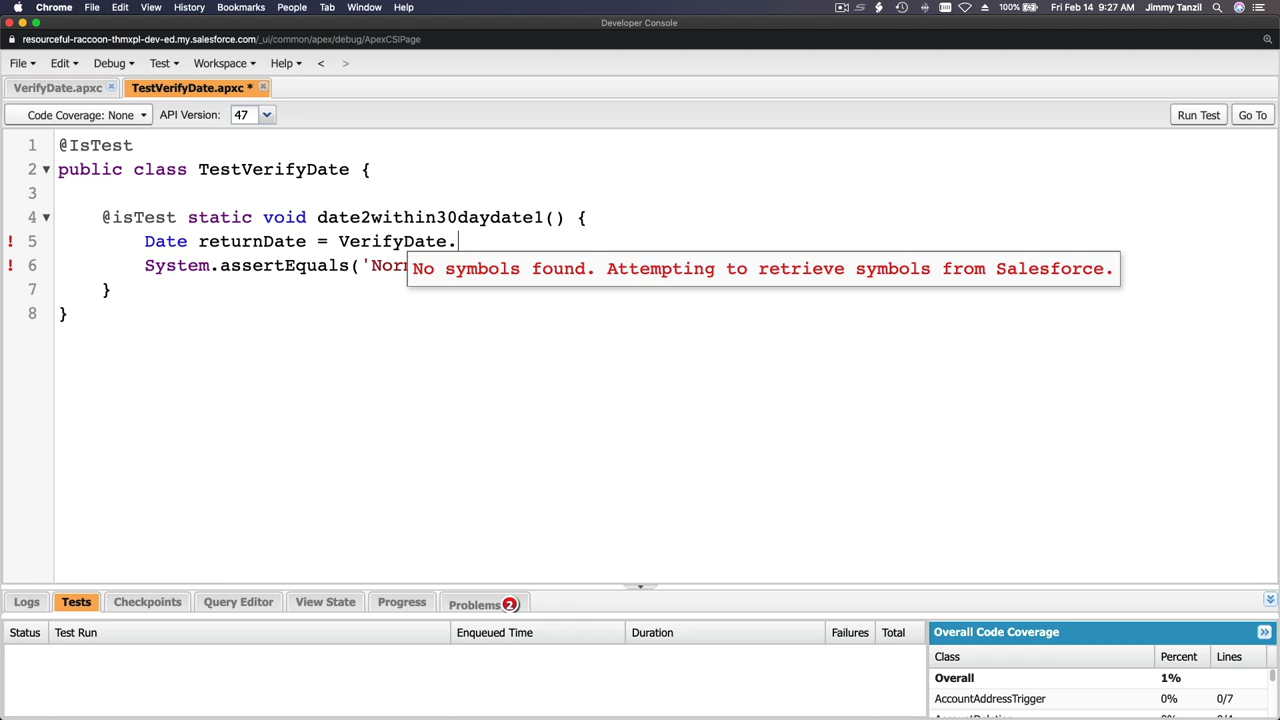 Chrome File Edit View History Bookmarks People Tab Window Help 100% Fri Feb 14 9:27 AM Jimmy Tanzil
Developer Console
resourceful-raccoon-thmxpl-dev-ed.my.salesforce.com/_ui/common/apex/debug/ApexCSIPage
File Edit Debug Test Workspace Help < >
VerifyDate.apxc TestVerifyDate.apxc *
Code Coverage: None API Version: 47 Run Test Go To
1 @IsTest
2 public class TestVerifyDate {
3
4 @isTest static void date2within30daydate1() {
! 5 Date returnDate = VerifyDate.
! 6 System.assertEquals('Nor
No symbols found. Attempting to retrieve symbols from Salesforce.
7 }
8 }
Logs Tests Checkpoints Query Editor View State Progress Problems 2
Status Test Run Enqueued Time Duration Failures Total
Overall Code Coverage
Class Percent Lines
Overall 1%
AccountAddressTrigger 0% 0/7